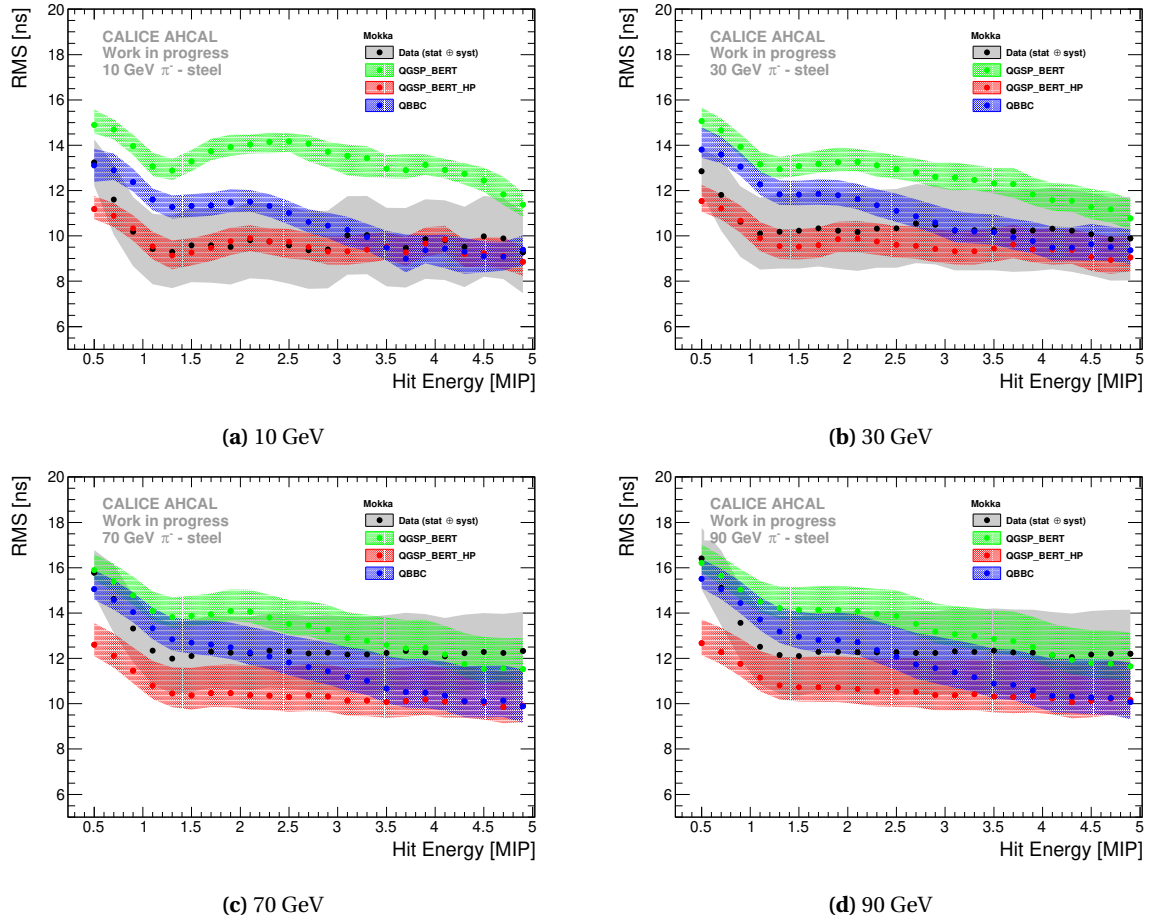 RMS [ns]
20
18
16
14
12
10
8
6
CALICE AHCAL
Work in progress
10 GeV π⁻ - steel
Mokka
Data (stat ⊕ syst)
QGSP_BERT
QGSP_BERT_HP
QBBC
0.5 1 1.5 2 2.5 3 3.5 4 4.5 5
Hit Energy [MIP]
(a) 10 GeV
RMS [ns]
20
18
16
14
12
10
8
6
CALICE AHCAL
Work in progress
30 GeV π⁻ - steel
Mokka
Data (stat ⊕ syst)
QGSP_BERT
QGSP_BERT_HP
QBBC
0.5 1 1.5 2 2.5 3 3.5 4 4.5 5
Hit Energy [MIP]
(b) 30 GeV
RMS [ns]
20
18
16
14
12
10
8
6
CALICE AHCAL
Work in progress
70 GeV π⁻ - steel
Mokka
Data (stat ⊕ syst)
QGSP_BERT
QGSP_BERT_HP
QBBC
0.5 1 1.5 2 2.5 3 3.5 4 4.5 5
Hit Energy [MIP]
(c) 70 GeV
RMS [ns]
20
18
16
14
12
10
8
6
CALICE AHCAL
Work in progress
90 GeV π⁻ - steel
Mokka
Data (stat ⊕ syst)
QGSP_BERT
QGSP_BERT_HP
QBBC
0.5 1 1.5 2 2.5 3 3.5 4 4.5 5
Hit Energy [MIP]
(d) 90 GeV